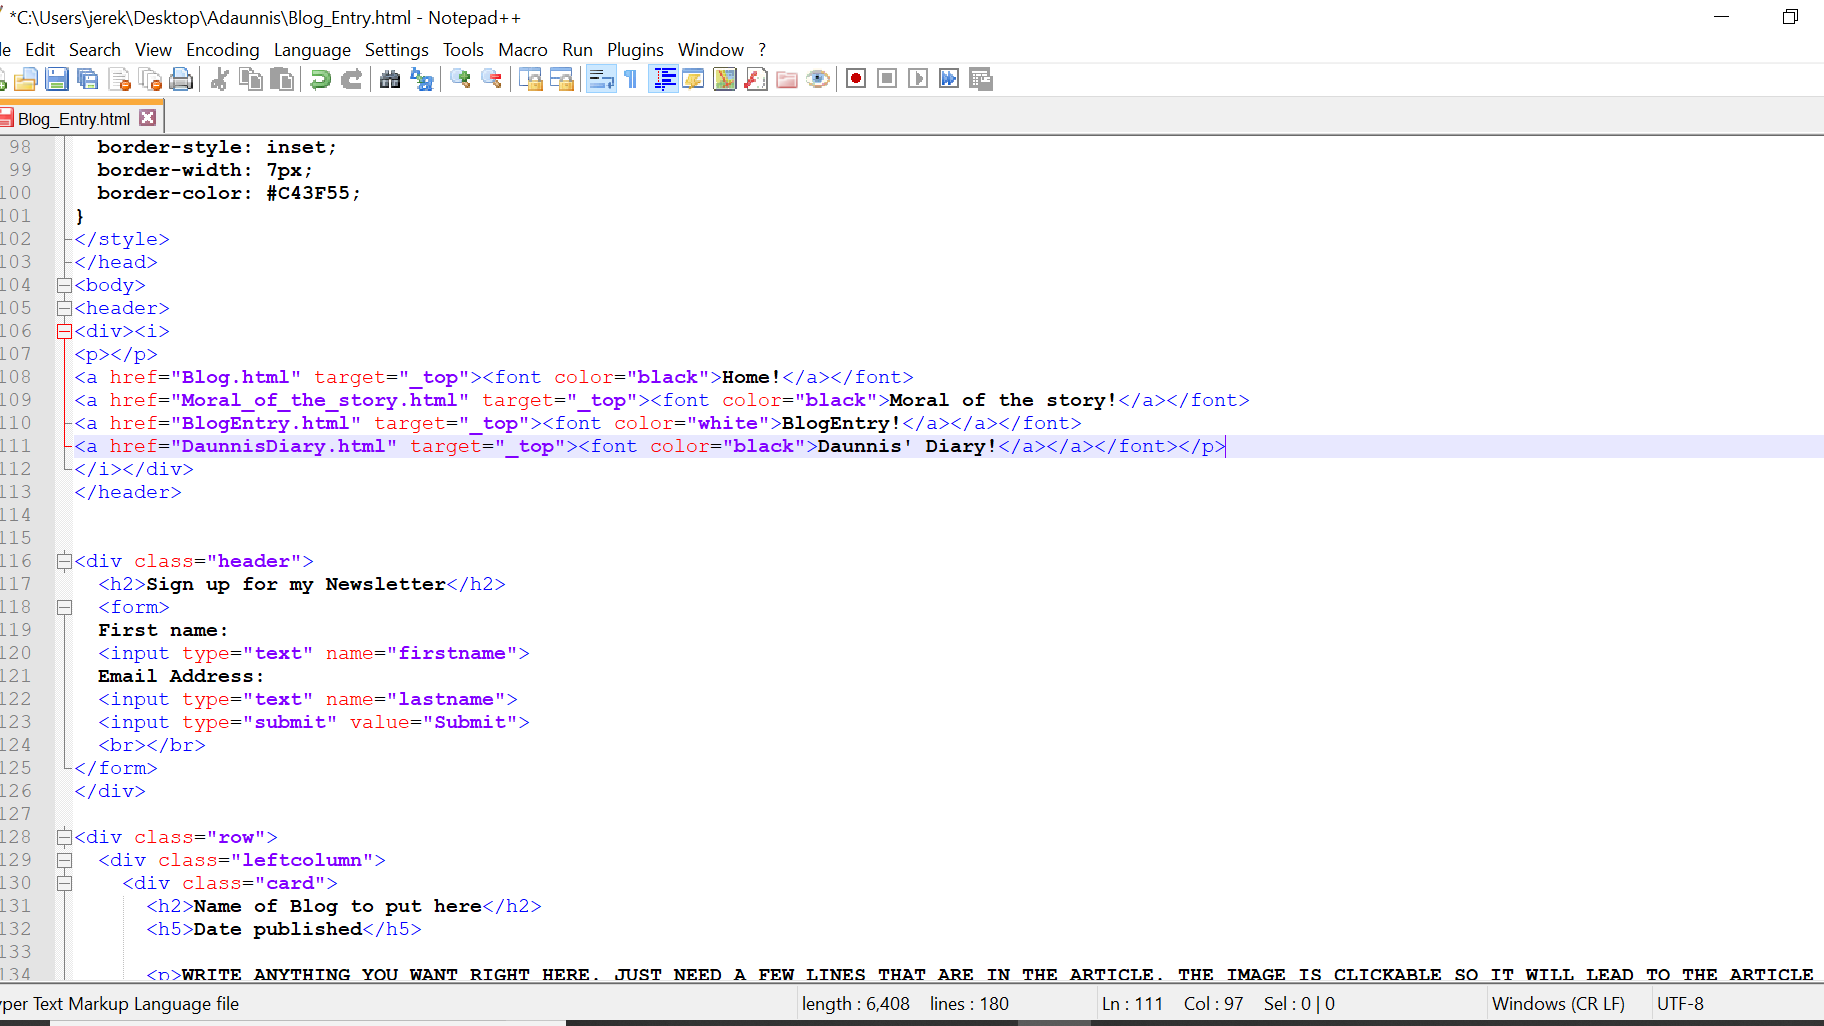 *C:\Users\jerek\Desktop\Adaunnis\Blog_Entry.html - Notepad++
le Edit Search View Encoding Language Settings Tools Macro Run Plugins Window ?
Blog_Entry.html
98 border-style: inset;
99 border-width: 7px;
100 border-color: #C43F55;
101 }
102 </style>
103 </head>
104 <body>
105 <header>
106 <div><i>
107 <p></p>
108 <a href="Blog.html" target="_top"><font color="black">Home!</a></font>
109 <a href="Moral_of_the_story.html" target="_top"><font color="black">Moral of the story!</a></font>
110 <a href="BlogEntry.html" target="_top"><font color="white">BlogEntry!</a></a></font>
111 <a href="DaunnisDiary.html" target="_top"><font color="black">Daunnis' Diary!</a></a></font></p>
112 </i></div>
113 </header>
114
115
116 <div class="header">
117 <h2>Sign up for my Newsletter</h2>
118 <form>
119 First name:
120 <input type="text" name="firstname">
121 Email Address:
122 <input type="text" name="lastname">
123 <input type="submit" value="Submit">
124 <br></br>
125 </form>
126 </div>
127
128 <div class="row">
129 <div class="leftcolumn">
130 <div class="card">
131 <h2>Name of Blog to put here</h2>
132 <h5>Date published</h5>
133
134 <p>WRITE ANYTHING YOU WANT RIGHT HERE. JUST NEED A FEW LINES THAT ARE IN THE ARTICLE. THE IMAGE IS CLICKABLE SO IT WILL LEAD TO THE ARTICLE
yper Text Markup Language file length : 6,408 lines : 180 Ln : 111 Col : 97 Sel : 0 | 0 Windows (CR LF) UTF-8